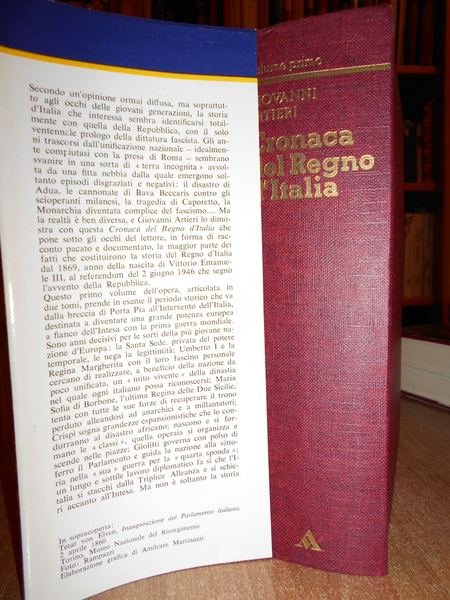 Secondo un'opinione ormai diffusa, ma soprattut-
to agli occhi delle giovani generazioni, la storia
d'Italia che interessa sembra identificarsi total-
mente con quella della Repubblica, con il solo
ventennale prologo della dittatura fascista. Gli an-
ni trascorsi dall'unificazione nazionale – idealmen-
te compiutasi con la presa di Roma – sembrano
svanire in una sorta di « terra incognita » avvol-
ta da una fitta nebbia dalla quale emergono sol-
tanto episodi disgraziati e negativi: il disastro di
Adua, le cannonate di Bava Beccaris contro gli
scioperanti milanesi, la tragedia di Caporetto, la
Monarchia diventata complice del fascismo.... Ma
la realtà è ben diversa, e Giovanni Artieri lo dimo-
stra con questa Cronaca del Regno d'Italia che
pone sotto gli occhi del lettore, in forma di rac-
conto pacato e documentato, la maggior parte dei
fatti che costituirono la storia del Regno d'Italia
dal 1869, anno della nascita di Vittorio Emanue-
le III, al referendum del 2 giugno 1946 che segnò
l'avvento della Repubblica.
Questo primo volume dell'opera, articolata in
due tomi, prende in esame il periodo storico che va
dalla breccia di Porta Pia all'Intervento dell'Italia,
destinata a diventare una grande potenza europea
a fianco dell'Intesa con la prima guerra mondiale.
Sono anni decisivi per le sorti della più giovane na-
zione d'Europa: la Santa Sede, privata del potere
temporale, le nega la legittimità; Umberto I e la
Regina Margherita con il loro fascino personale
cercano di realizzare, a beneficio della nazione da
poco unificata, un « mito vivente » della dinastia
nel quale ogni italiano possa riconoscersi; Maria
Sofia di Borbone, l'ultima Regina delle Due Sicilie,
tenta con tutte le sue forze di recuperare il trono
perduto alleandosi ad anarchici e a millantatori;
Crispi sogna grandezze espansionistiche che lo con-
durranno al disastro africano; nascono e si for-
mano le « classi », quella operaia si organizza e
scende nelle piazze; Giolitti governa con polso di
ferro il Parlamento e guida la nazione alla vitto-
ria nella « sua » guerra per la « quarta sponda »;
un lungo e sottile lavoro diplomatico fa sì che l'I-
talia si stacchi dalla Triplice Alleanza e si schie-
ri accanto all'Intesa. Ma non è soltanto la storia
In sopraccoperta:
Tetar von Elven, Inaugurazione del Parlamento italiano,
2 aprile 1860
Torino, Museo Nazionale del Risorgimento
Foto: Rampazzi
Elaborazione grafica di Amilcare Martinazzi
olume primo
IOVANNI
RTIERI
Cronaca
el Regno
d'Italia